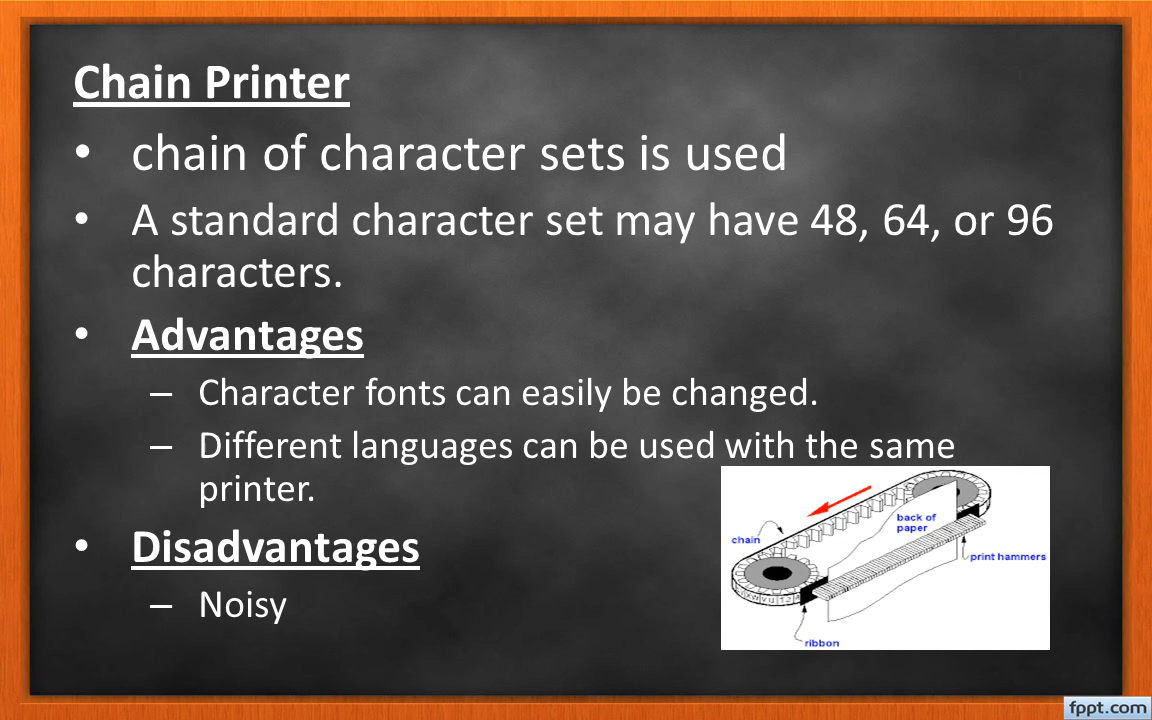 Chain Printer
• chain of character sets is used
• A standard character set may have 48, 64, or 96
characters.
• Advantages
– Character fonts can easily be changed.
– Different languages can be used with the same
printer.
• Disadvantages
– Noisy
chain
back of
paper
print hammers
ribbon
fppt.com